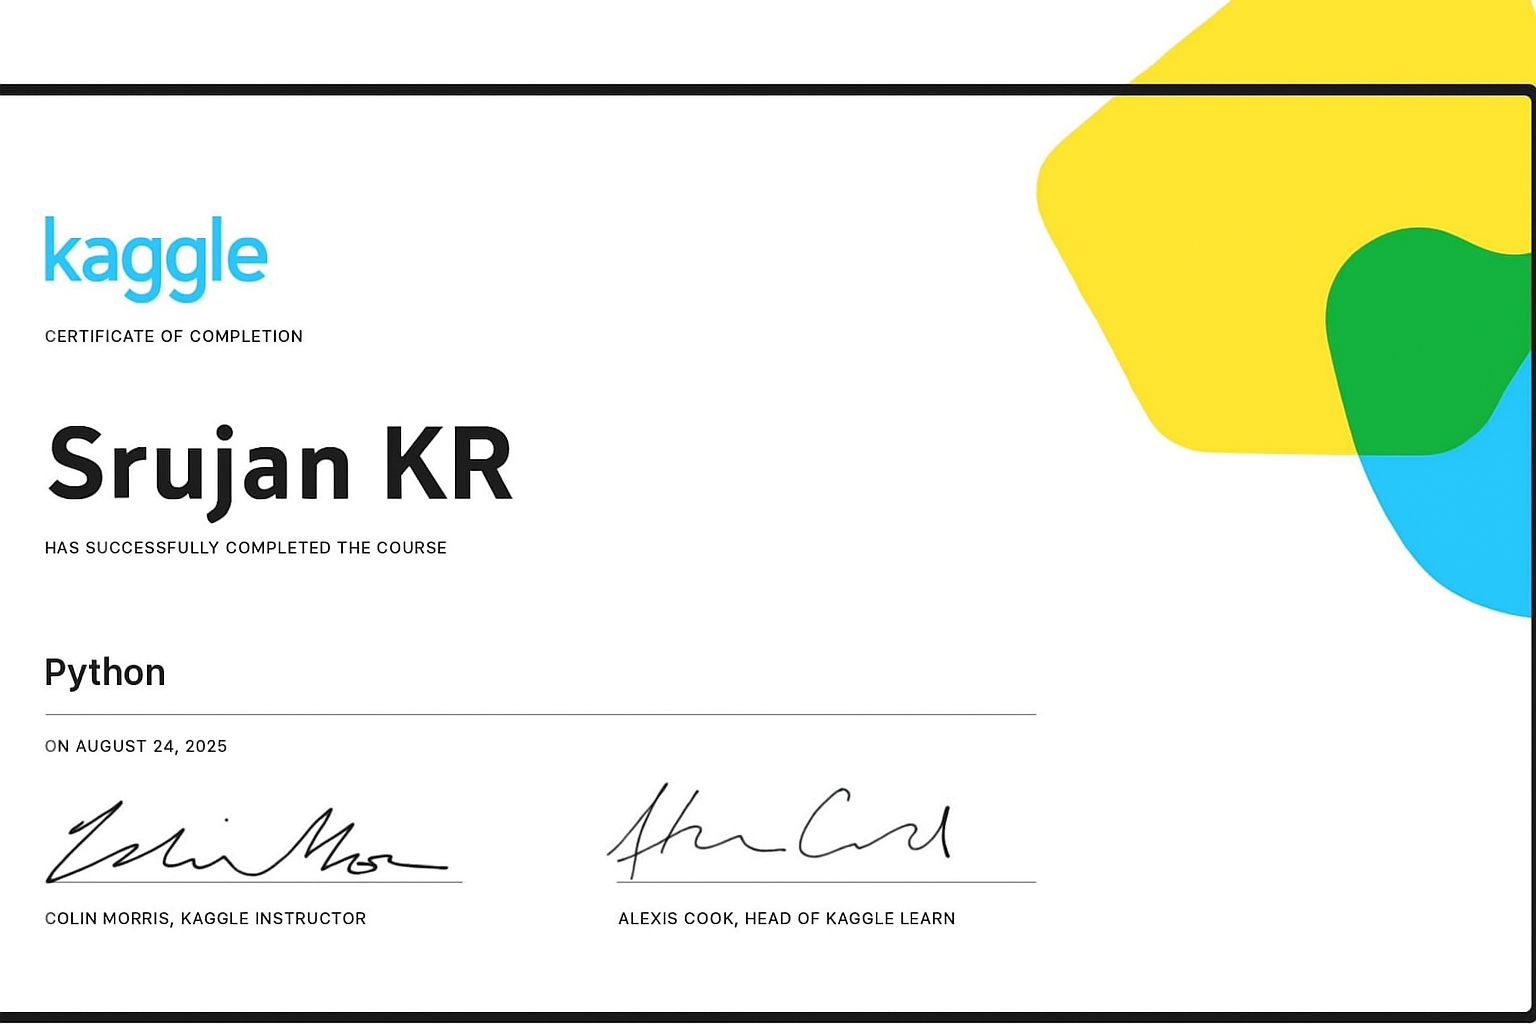 kaggle
CERTIFICATE OF COMPLETION
Srujan KR
HAS SUCCESSFULLY COMPLETED THE COURSE
Python
ON AUGUST 24, 2025
COLIN MORRIS, KAGGLE INSTRUCTOR
ALEXIS COOK, HEAD OF KAGGLE LEARN